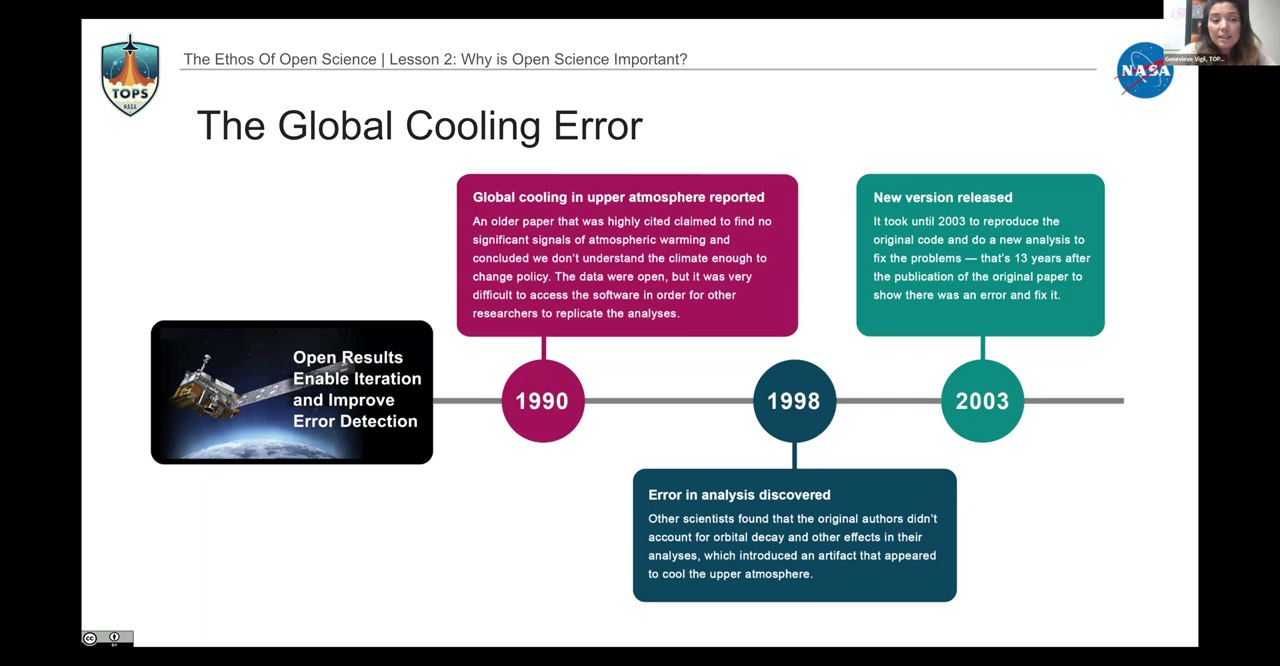 Genevieve Vigil, TOP...
The Ethos Of Open Science | Lesson 2: Why is Open Science Important?
TOPS
NASA
NASA
The Global Cooling Error
Global cooling in upper atmosphere reported
An older paper that was highly cited claimed to find no
significant signals of atmospheric warming and
concluded we don't understand the climate enough to
change policy. The data were open, but it was very
difficult to access the software in order for other
researchers to replicate the analyses.
New version released
It took until 2003 to reproduce the
original code and do a new analysis to
fix the problems — that's 13 years after
the publication of the original paper to
show there was an error and fix it.
Open Results
Enable Iteration
and Improve
Error Detection
1990
1998
2003
Error in analysis discovered
Other scientists found that the original authors didn't
account for orbital decay and other effects in their
analyses, which introduced an artifact that appeared
to cool the upper atmosphere.
cc
BY